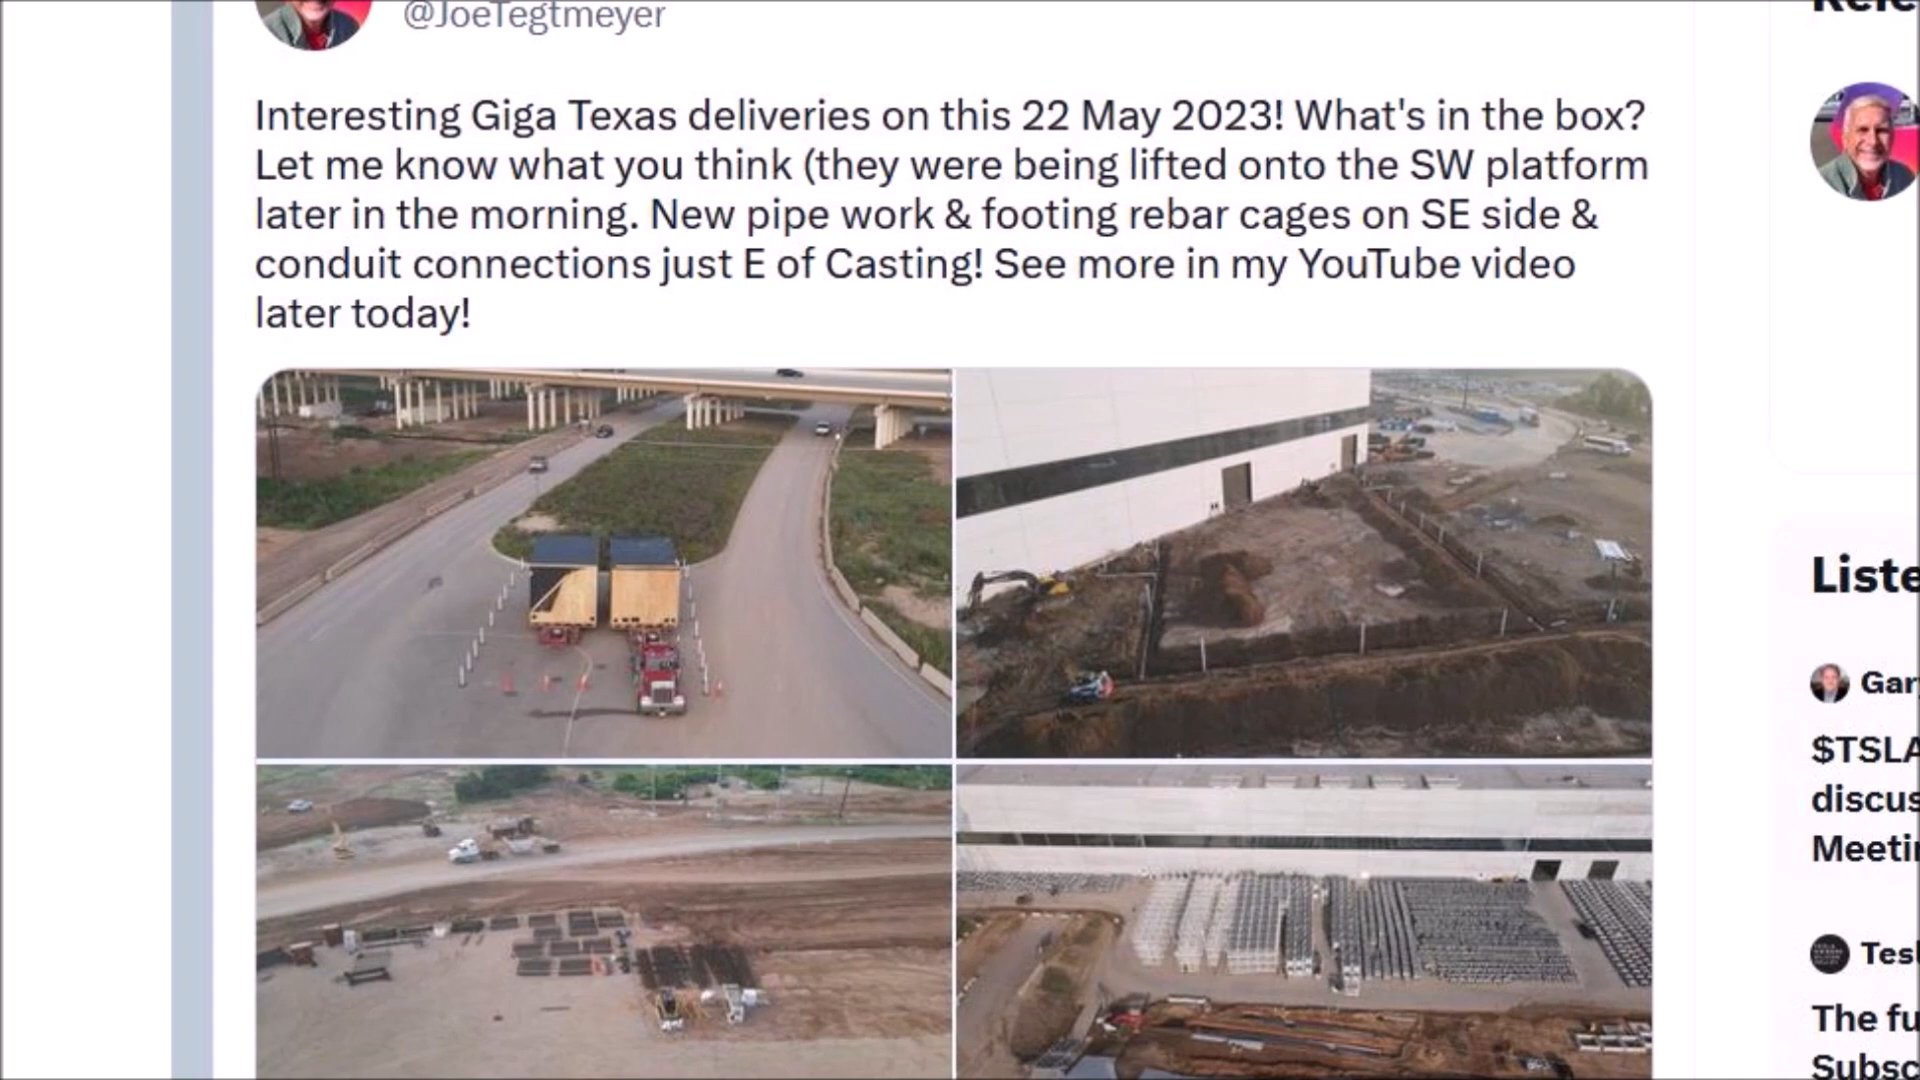 @JoeTegtmeyer
Interesting Giga Texas deliveries on this 22 May 2023! What's in the box?
Let me know what you think (they were being lifted onto the SW platform
later in the morning. New pipe work & footing rebar cages on SE side &
conduit connections just E of Casting! See more in my YouTube video
later today!
Liste
Gar
$TSLA
discus
Meetin
Tesl
The fu
Subsc